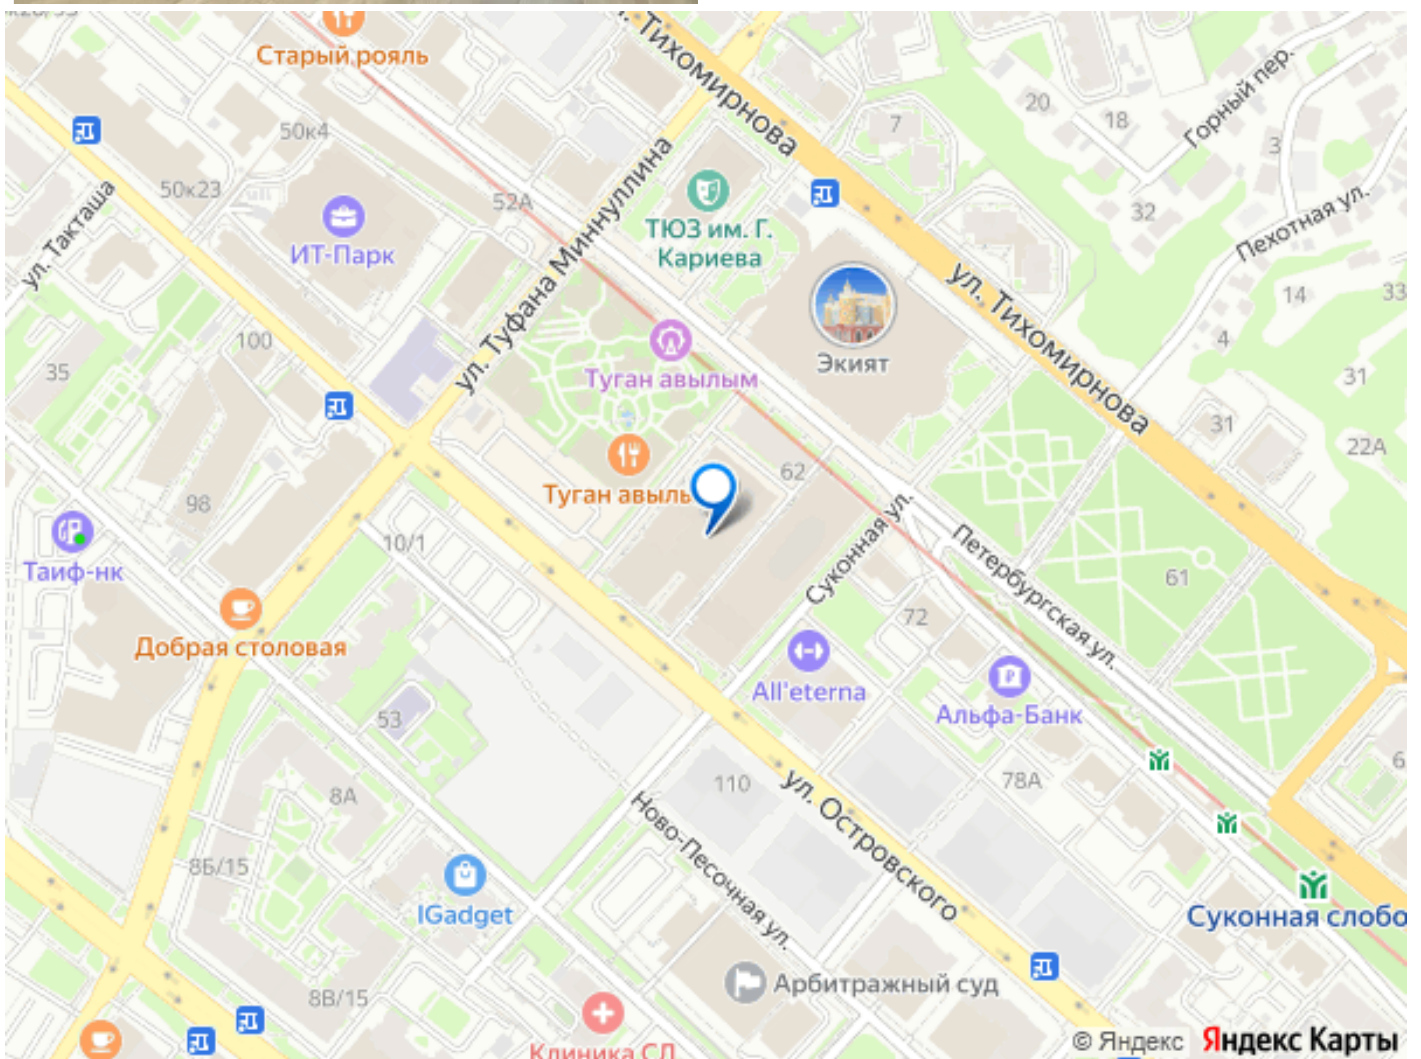 Старый рояль
ул. Тихомирнова
50к4
20
18
7
Горный пер.
3
50к23
52А
ул. Такташа
ИТ-Парк
ул. Туфана Миннуллина
ТЮЗ им. Г.
Кариева
32
Пехотная ул.
ул. Тихомирнова
14
33
100
4
35
Экият
Туган авылым
31
31
22А
62
98
Туган авылы
10/1
Таиф-нк
Суконная ул.
Петербургская ул.
61
72
Добрая столовая
All'eterna
Альфа-Банк
53
110
78А
8А
ул. Островского
Ново-Песочная ул.
8Б/15
IGadget
Суконная слобо
Арбитражный суд
8В/15
Клиника СЛ
© Яндекс Яндекс Карты